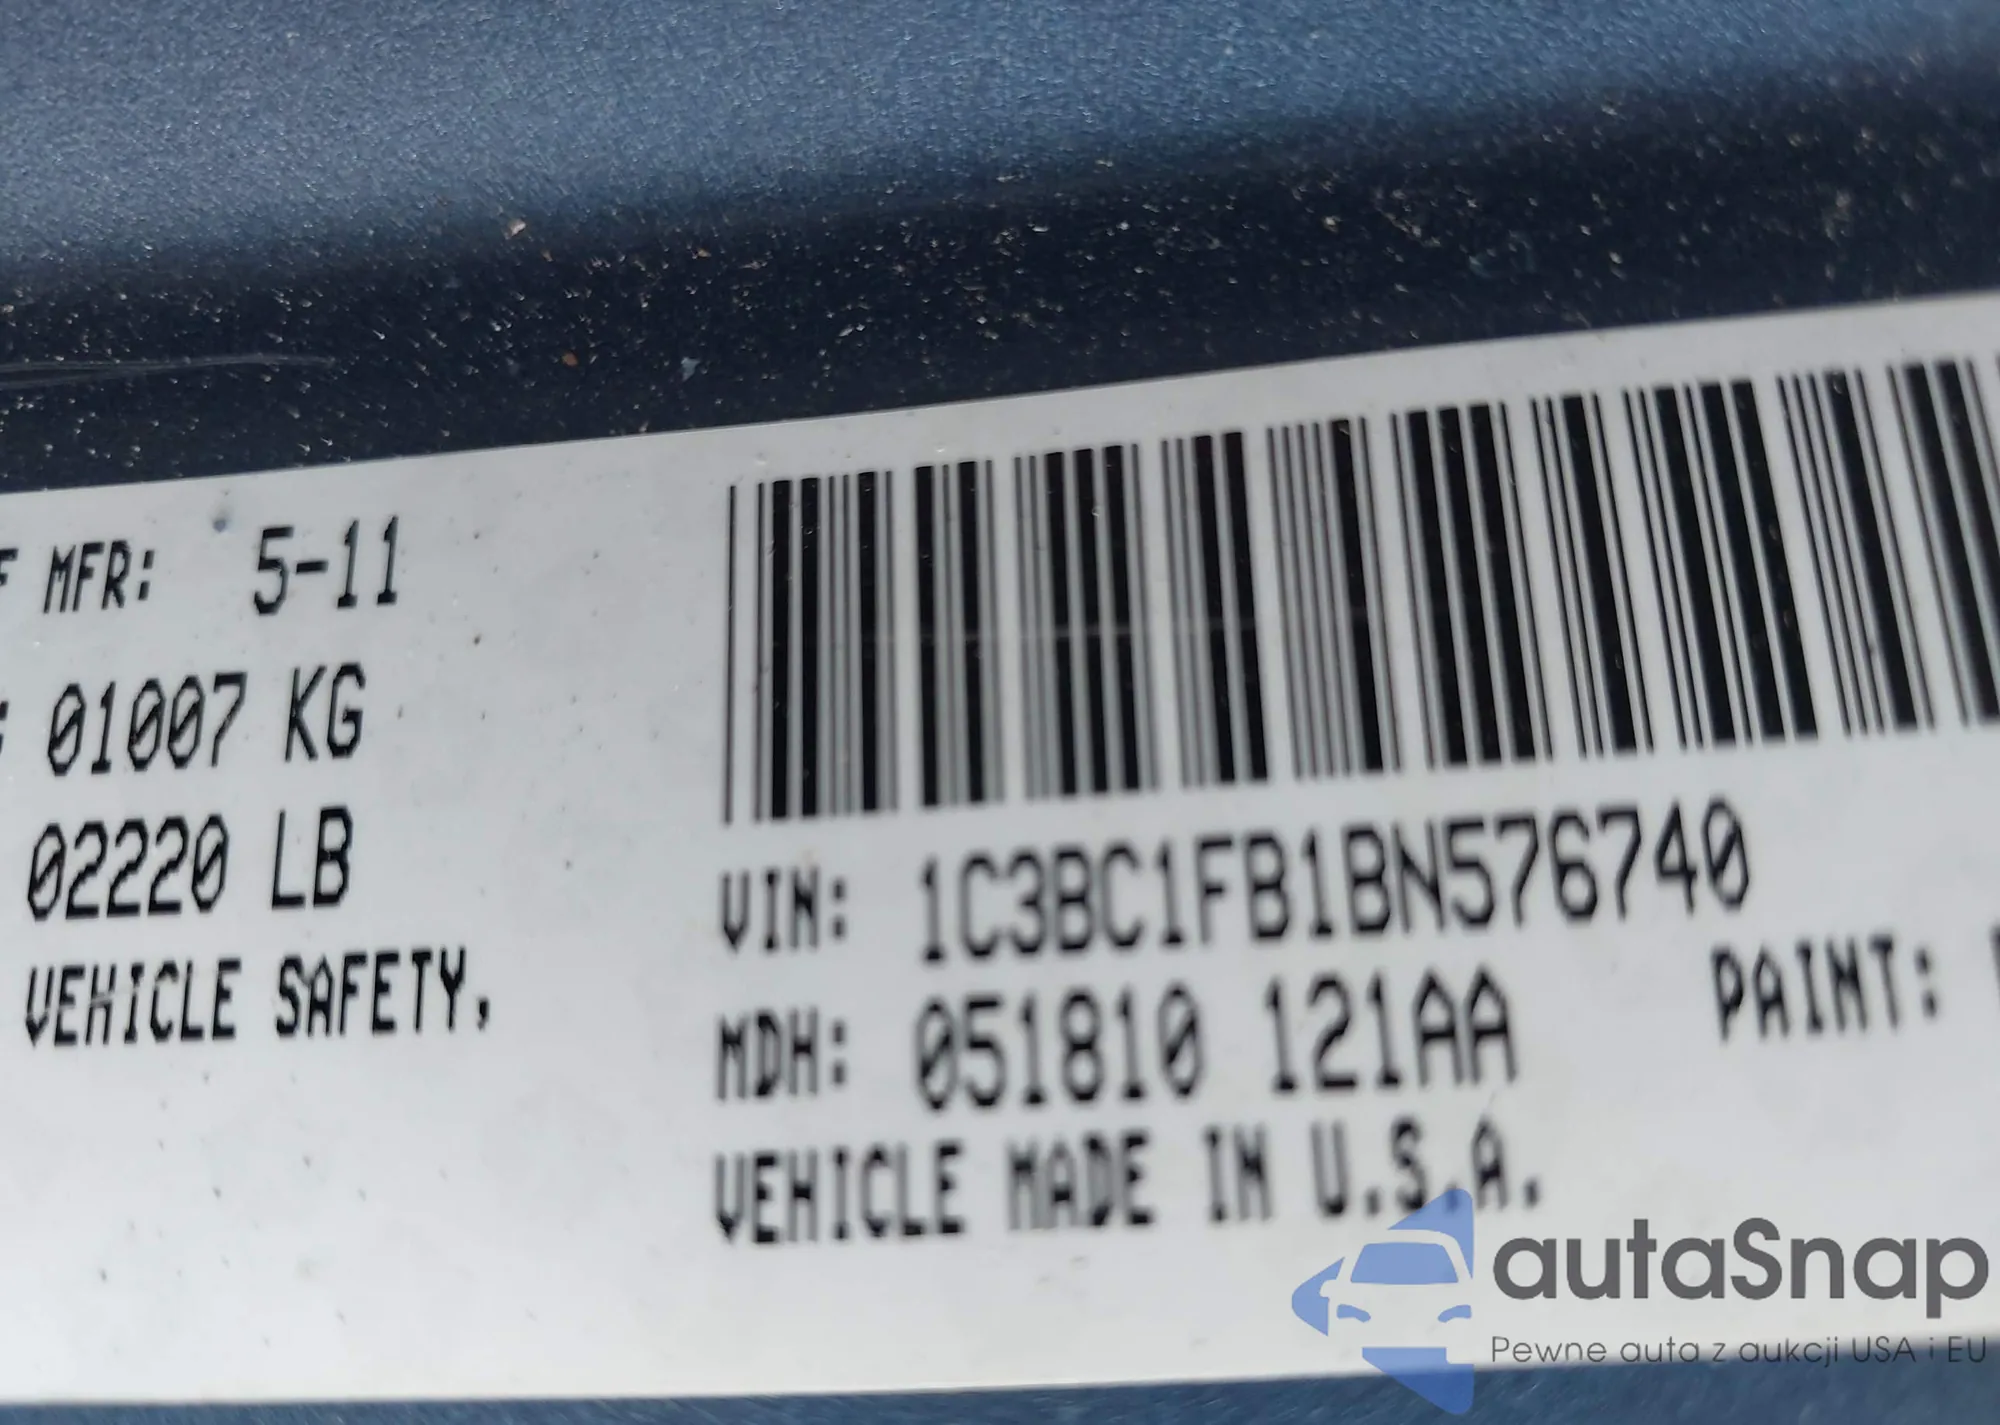 MFR: 5-11
01007 KG
02220 LB
VEHICLE SAFETY,
VIN: 1C3BC1FB1BN576740
MDH: 051810 121AA
PAINT:
VEHICLE MADE IN U.S.A.
autaSnap
Pewne auta z aukcji USA i EU